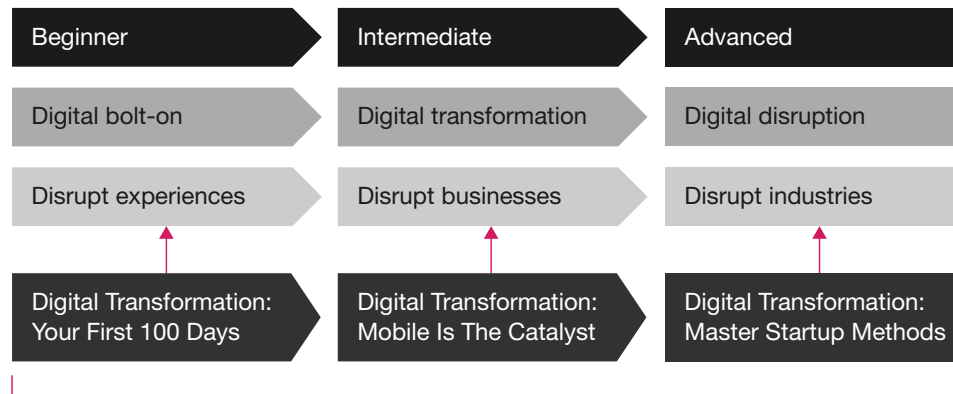 Beginner
Intermediate
Advanced
Digital bolt-on
Digital transformation
Digital disruption
Disrupt experiences
Disrupt businesses
Disrupt industries
Digital Transformation:
Your First 100 Days
Digital Transformation:
Mobile Is The Catalyst
Digital Transformation:
Master Startup Methods